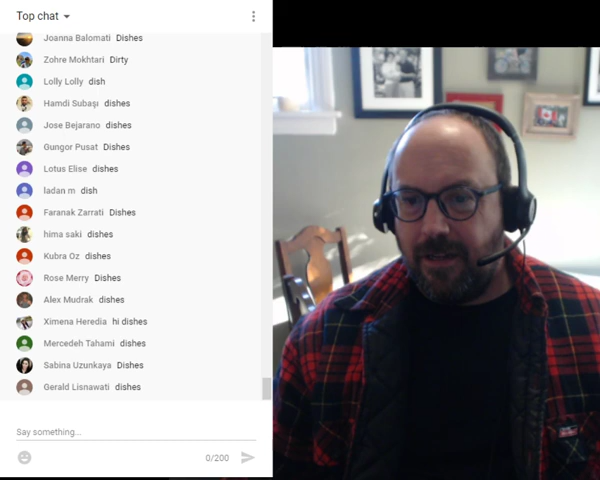 Top chat
Joanna Balomati Dishes
Zohre Mokhtari Dirty
Lolly Lolly dish
Hamdi Subaşı dishes
Jose Bejarano dishes
Gungor Pusat Dishes
Lotus Elise dishes
ladan m dish
Faranak Zarrati Dishes
hima saki dishes
Kubra Oz dishes
Rose Merry Dishes
Alex Mudrak dishes
Ximena Heredia hi dishes
Mercedeh Tahami dishes
Sabina Uzunkaya Dishes
Gerald Lisnawati dishes
Say something...
0/200